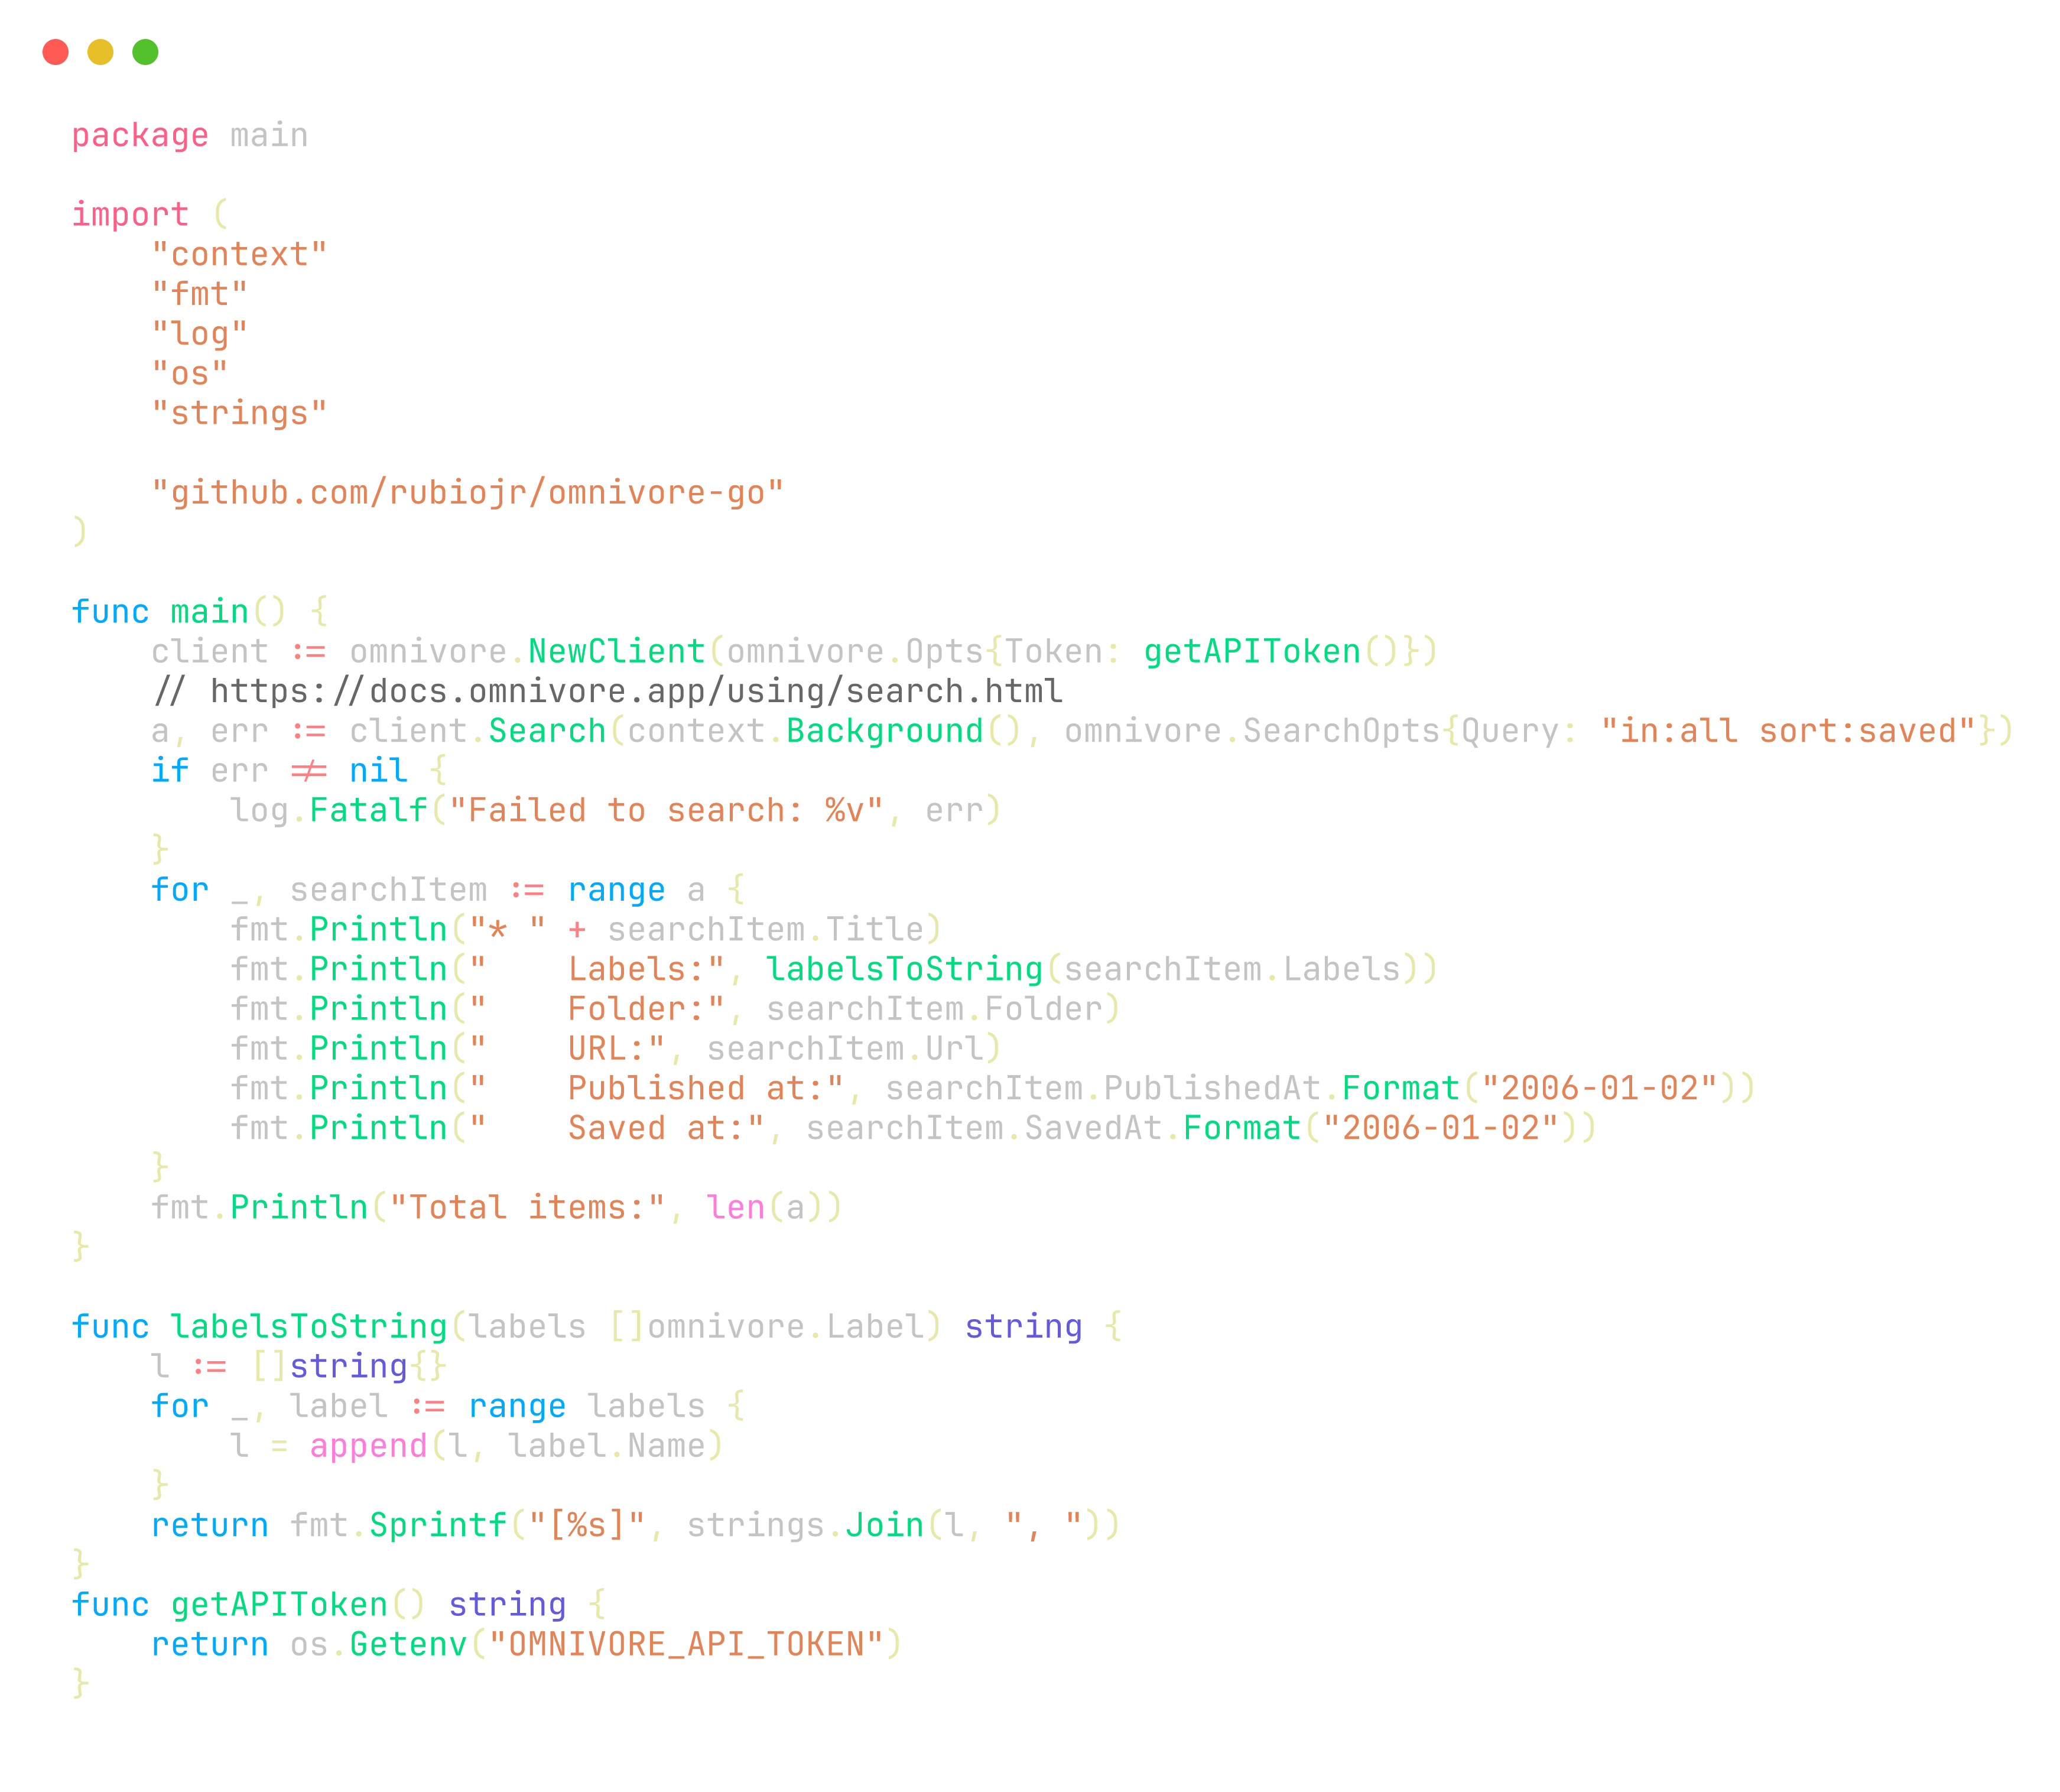 package main

import (
    "context"
    "fmt"
    "log"
    "os"
    "strings"

    "github.com/rubiojr/omnivore-go"
)

func main() {
    client := omnivore.NewClient(omnivore.Opts{Token: getAPIToken()})
    // https://docs.omnivore.app/using/search.html
    a, err := client.Search(context.Background(), omnivore.SearchOpts{Query: "in:all sort:saved"})
    if err != nil {
        log.Fatalf("Failed to search: %v", err)
    }
    for _, searchItem := range a {
        fmt.Println("* " + searchItem.Title)
        fmt.Println("    Labels:", labelsToString(searchItem.Labels))
        fmt.Println("    Folder:", searchItem.Folder)
        fmt.Println("    URL:", searchItem.Url)
        fmt.Println("    Published at:", searchItem.PublishedAt.Format("2006-01-02"))
        fmt.Println("    Saved at:", searchItem.SavedAt.Format("2006-01-02"))
    }
    fmt.Println("Total items:", len(a))
}

func labelsToString(labels []omnivore.Label) string {
    l := []string{}
    for _, label := range labels {
        l = append(l, label.Name)
    }
    return fmt.Sprintf("[%s]", strings.Join(l, ", "))
}
func getAPIToken() string {
    return os.Getenv("OMNIVORE_API_TOKEN")
}